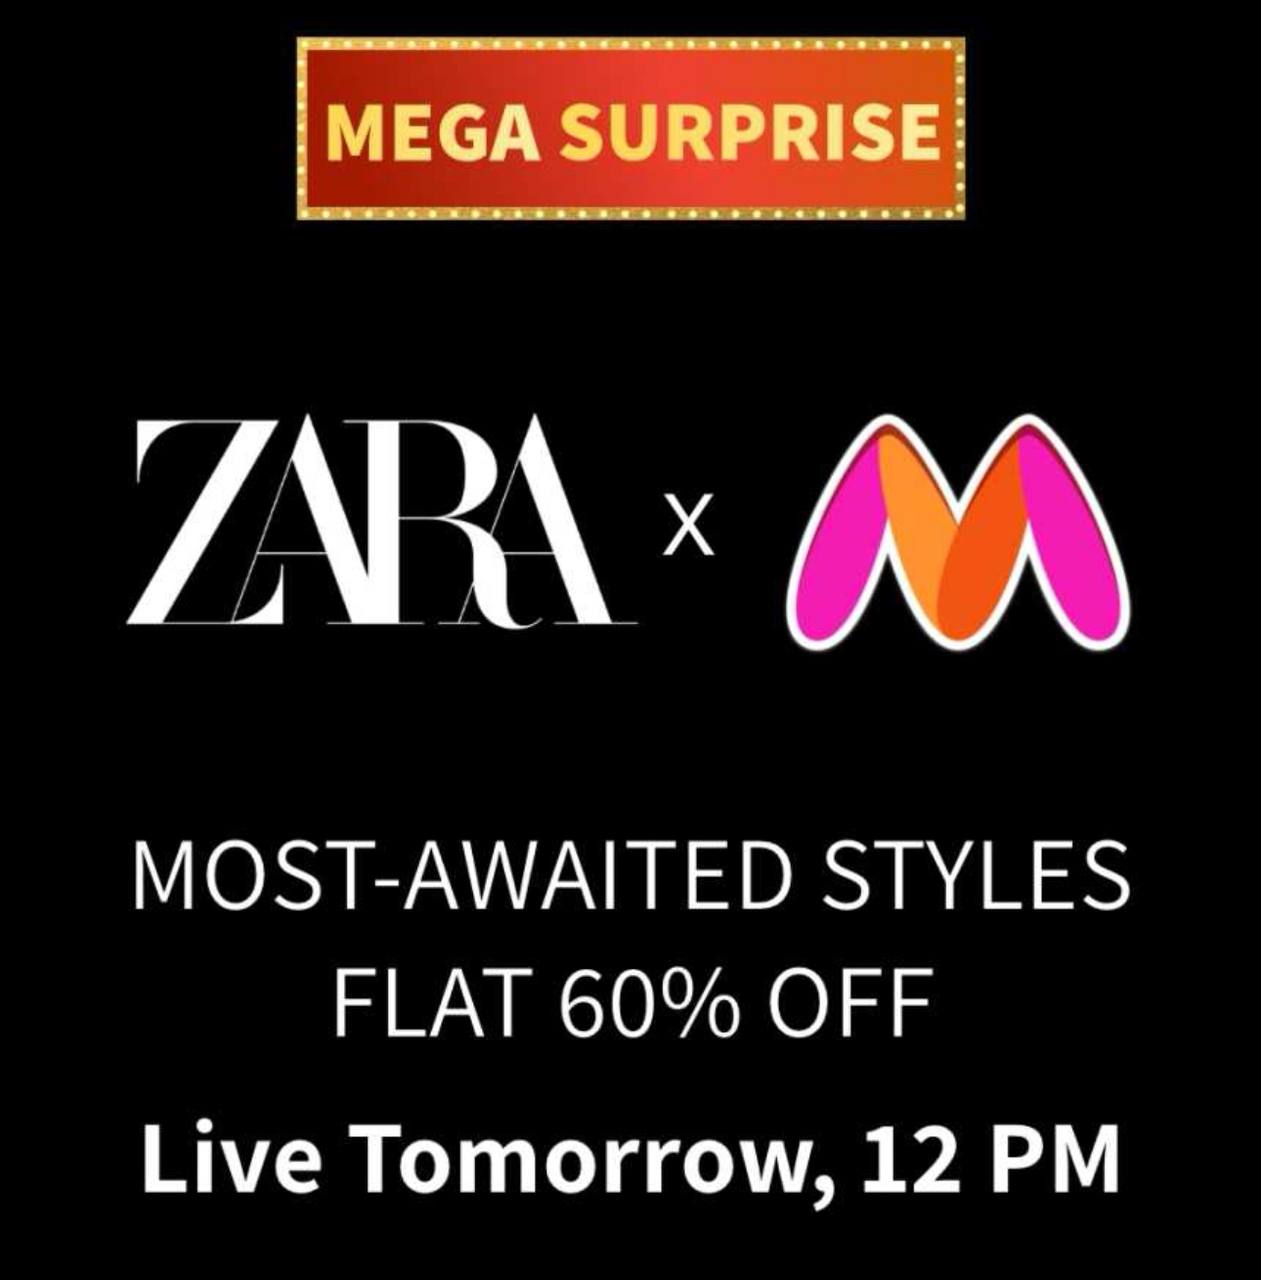 MEGA SURPRISE
ZARA x M
MOST-AWAITED STYLES
FLAT 60% OFF
Live Tomorrow, 12 PM